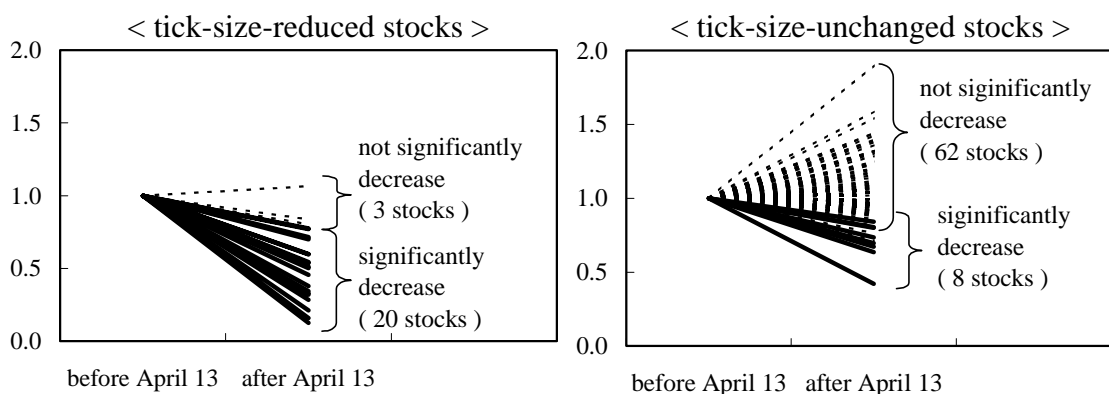 < tick-size-reduced stocks >
2.0
1.5
1.0
0.5
0.0
not significantly
decrease
( 3 stocks )
significantly
decrease
( 20 stocks )
before April 13
after April 13
< tick-size-unchanged stocks >
2.0
1.5
1.0
0.5
0.0
not siginificantly
decrease
( 62 stocks )
siginificantly
decrease
( 8 stocks )
before April 13
after April 13